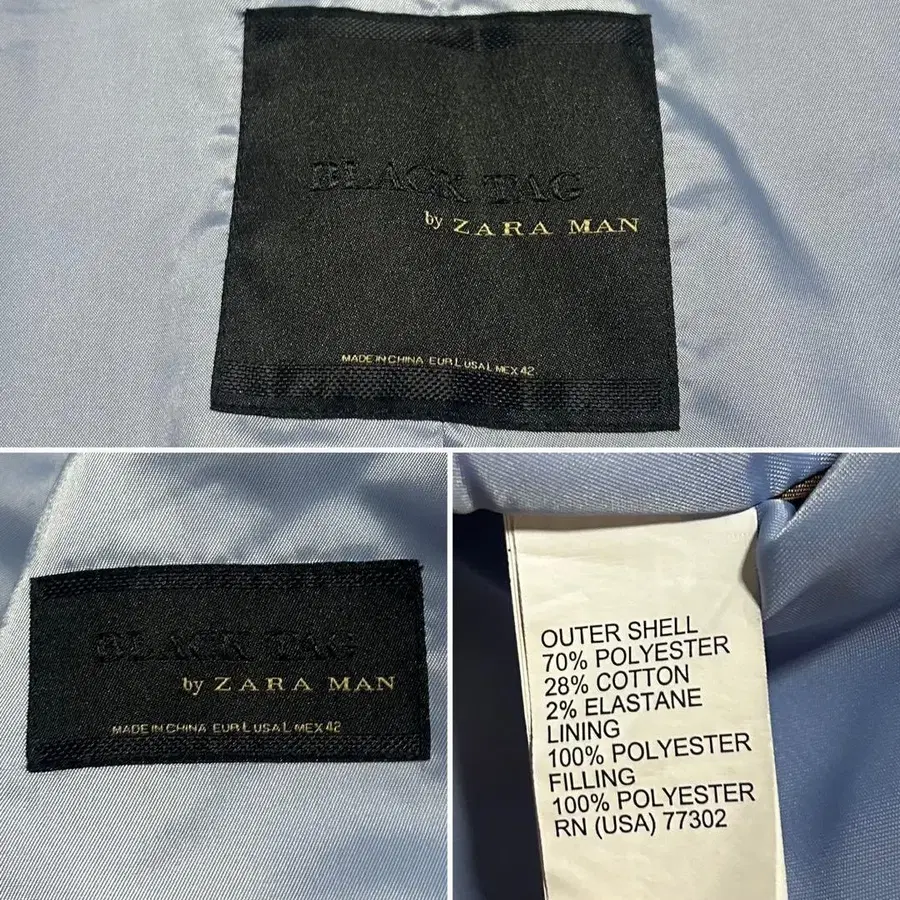 BLACK TAG
by ZARA MAN
MADE IN CHINA EUR L USA L MEX 42
BLACK TAG
by ZARA MAN
MADE IN CHINA EUR L USA L MEX 42
OUTER SHELL
70% POLYESTER
28% COTTON
2% ELASTANE
LINING
100% POLYESTER
FILLING
100% POLYESTER
RN (USA) 77302